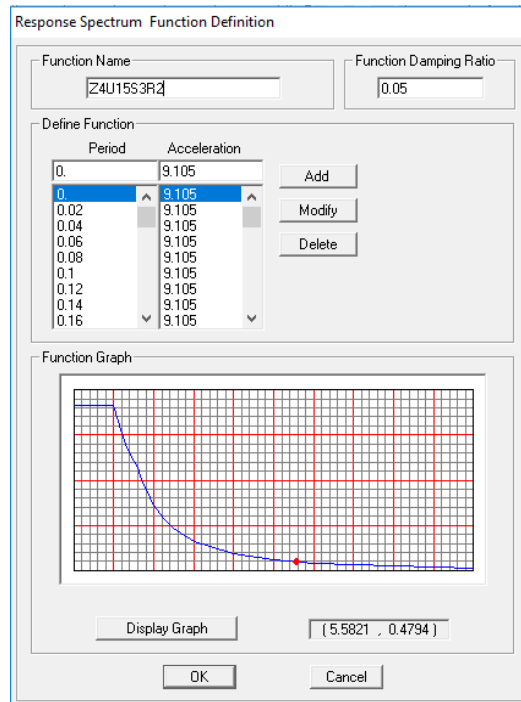 Response Spectrum Function Definition
Function Name
Function Damping Ratio
Z4U15S3R2
0.05
Define Function
Period Acceleration
0. 9.105 Add
0. 9.105
0.02 9.105 Modify
0.04 9.105
0.06 9.105
0.08 9.105 Delete
0.1 9.105
0.12 9.105
0.14 9.105
0.16 9.105
Function Graph
Display Graph (5.5821 , 0.4794 )
OK Cancel